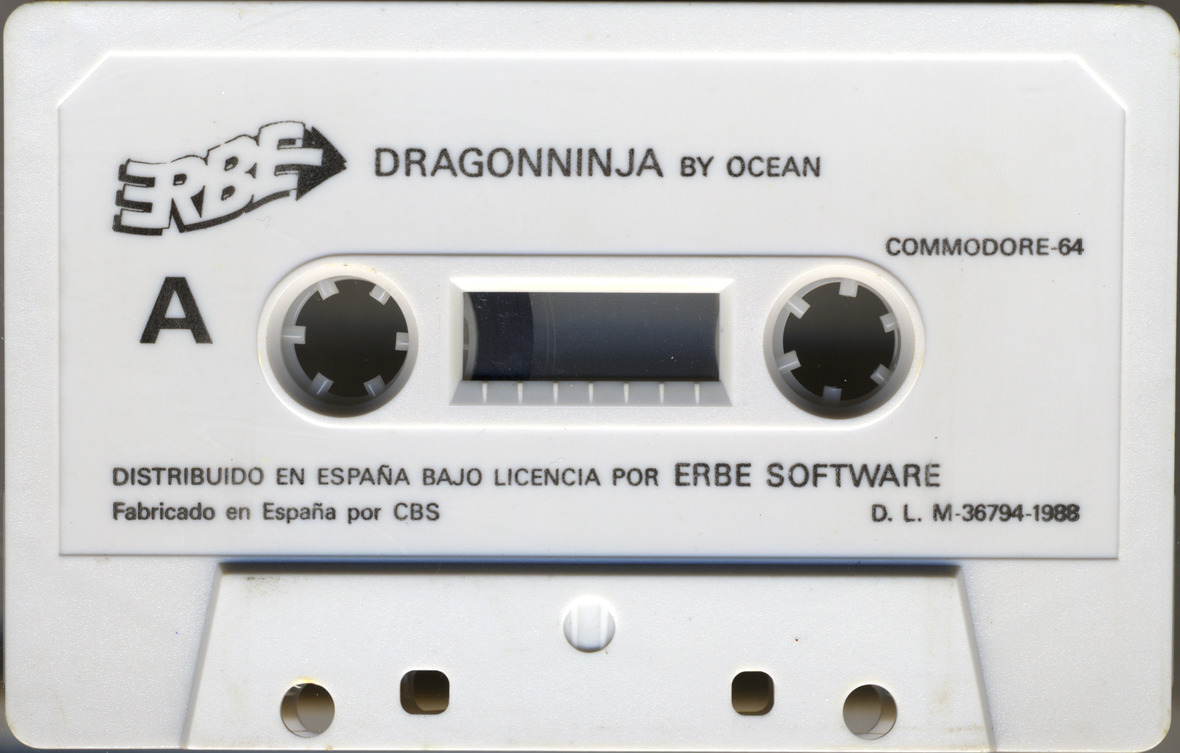 ERBE
DRAGONNINJA BY OCEAN
COMMODORE-64
A
DISTRIBUIDO EN ESPAÑA BAJO LICENCIA POR ERBE SOFTWARE
Fabricado en España por CBS
D. L. M-36794-1988